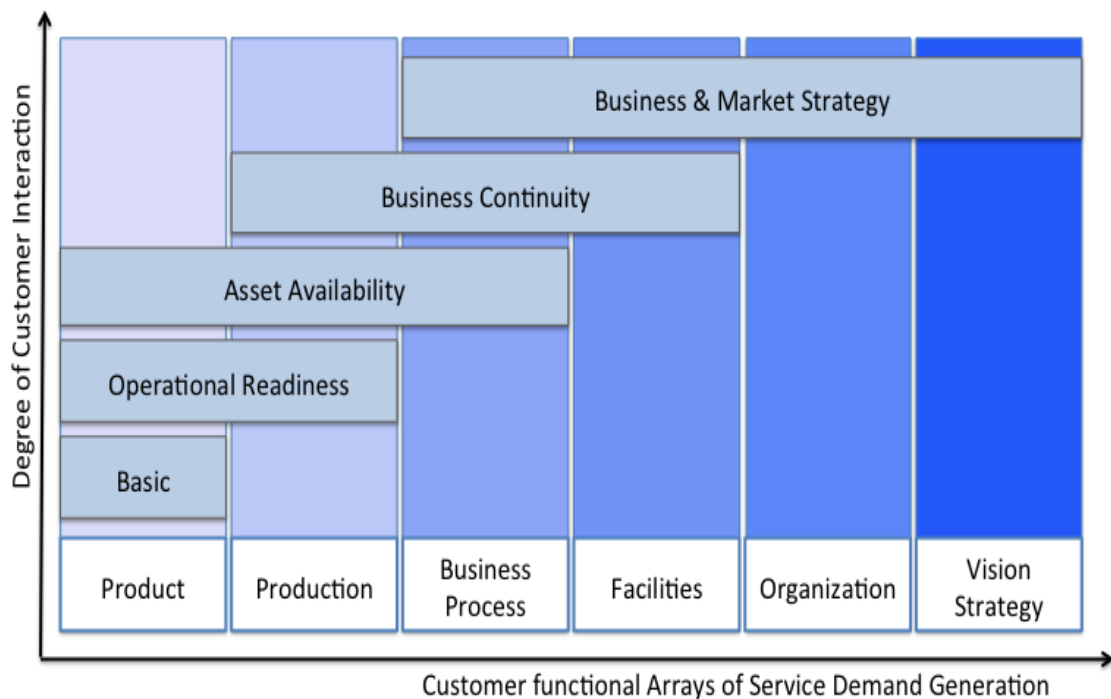 Degree of Customer Interaction
Business & Market Strategy
Business Continuity
Asset Availability
Operational Readiness
Basic
Product
Production
Business
Process
Facilities
Organization
Vision
Strategy
Customer functional Arrays of Service Demand Generation